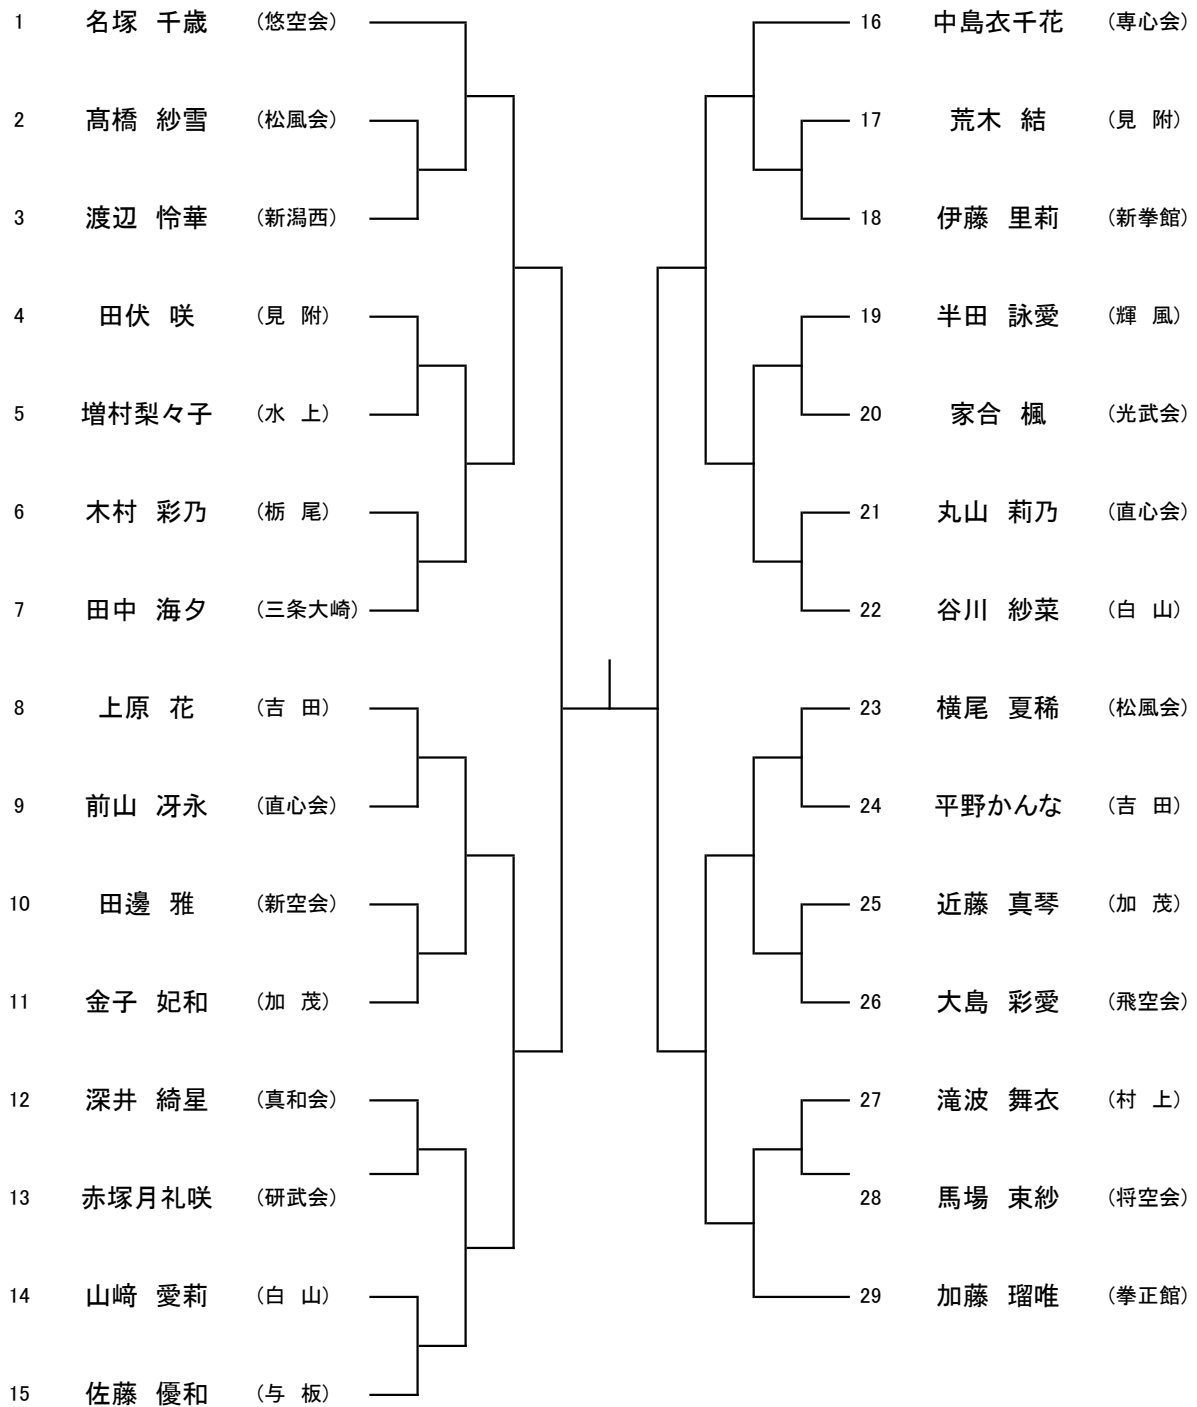 1 名塚 千歳 （悠空会）
2 髙橋 紗雪 （松風会）
3 渡辺 怜華 （新潟西）
4 田伏 咲 （見 附）
5 増村梨々子 （水 上）
6 木村 彩乃 （栃 尾）
7 田中 海夕 （三条大崎）
8 上原 花 （吉 田）
9 前山 冴永 （直心会）
10 田邊 雅 （新空会）
11 金子 妃和 （加 茂）
12 深井 綺星 （真和会）
13 赤塚月礼咲 （研武会）
14 山﨑 愛莉 （白 山）
15 佐藤 優和 （与 板）
16 中島衣千花 （専心会）
17 荒木 結 （見 附）
18 伊藤 里莉 （新拳館）
19 半田 詠愛 （輝 風）
20 家合 楓 （光武会）
21 丸山 莉乃 （直心会）
22 谷川 紗菜 （白 山）
23 横尾 夏稀 （松風会）
24 平野かんな （吉 田）
25 近藤 真琴 （加 茂）
26 大島 彩愛 （飛空会）
27 滝波 舞衣 （村 上）
28 馬場 束紗 （将空会）
29 加藤 瑠唯 （拳正館）